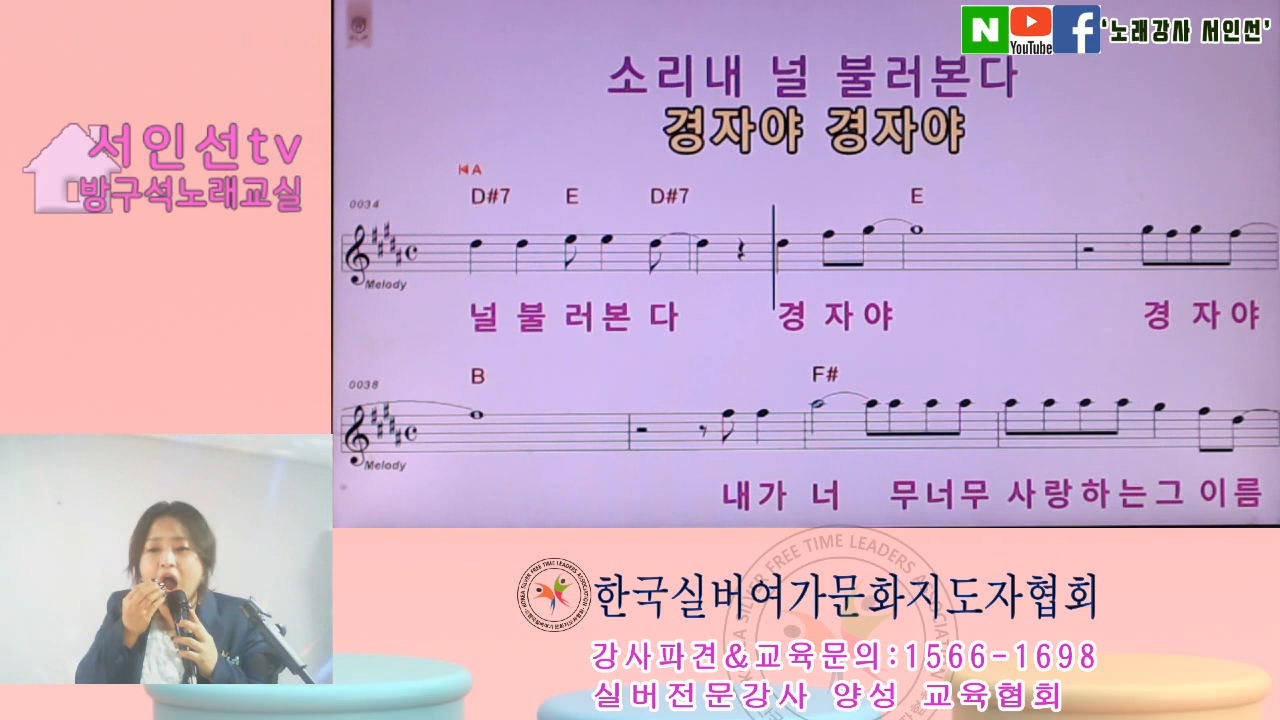 N YouTube f '노래강사 서인선'
서인선tv
방구석노래교실
소리내 널 불러본다
경자야 경자야
A
D#7 E D#7 E
0034
Melody
널 불 러본 다 경 자야 경 자야
B F#
0038
Melody
내가 너 무너무 사랑하는그 이름
SILVER FREE TIME LEADERS ASSOCIATION
한국실버여가문화지도자협회
강사파견&교육문의:1566-1698
실버전문강사 양성 교육협회